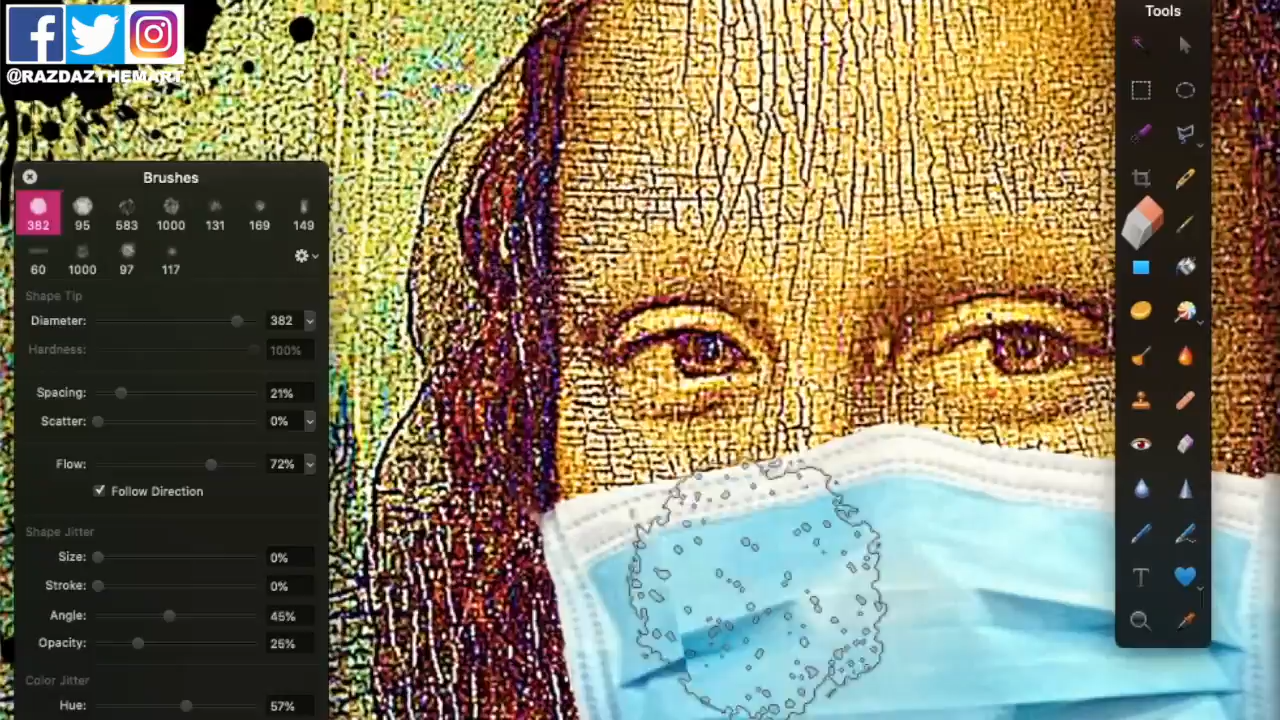 @RAZDAZYHEMART
Tools
Brushes
382 95 583 1000 131 169 149
60 1000 97 117
Shape Tip
Diameter: 382
Hardness: 100%
Spacing: 21%
Scatter: 0%
Flow: 72%
Follow Direction
Shape Jitter
Size: 0%
Stroke: 0%
Angle: 45%
Opacity: 25%
Color Jitter
Hue: 57%